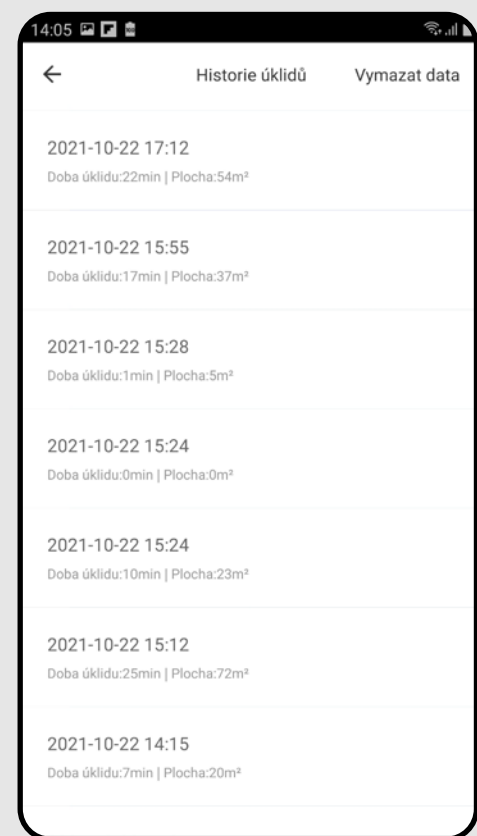 14:05
Historie úklidů Vymazat data
2021-10-22 17:12
Doba úklidu:22min | Plocha:54m²
2021-10-22 15:55
Doba úklidu:17min | Plocha:37m²
2021-10-22 15:28
Doba úklidu:1min | Plocha:5m²
2021-10-22 15:24
Doba úklidu:0min | Plocha:0m²
2021-10-22 15:24
Doba úklidu:10min | Plocha:23m²
2021-10-22 15:12
Doba úklidu:25min | Plocha:72m²
2021-10-22 14:15
Doba úklidu:7min | Plocha:20m²